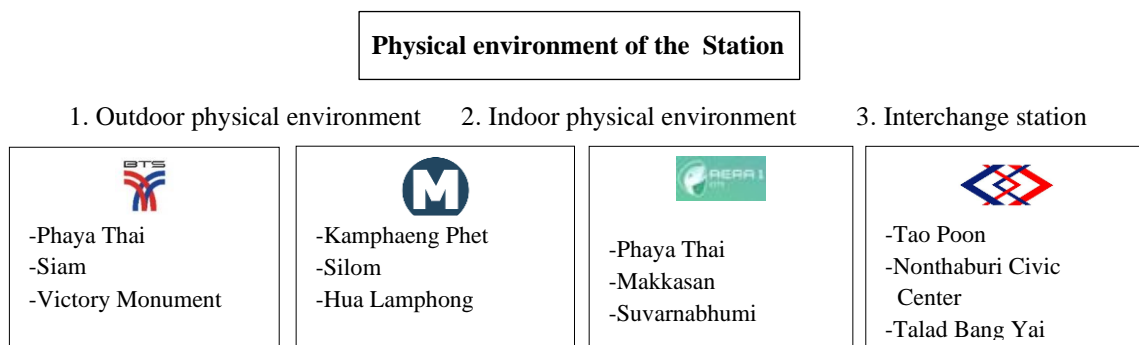 Physical environment of the Station
1. Outdoor physical environment 2. Indoor physical environment 3. Interchange station
BTS
-Phaya Thai
-Siam
-Victory Monument
M
-Kamphaeng Phet
-Silom
-Hua Lamphong
-Phaya Thai
-Makkasan
-Suvarnabhumi
-Tao Poon
-Nonthaburi Civic
Center
-Talad Bang Yai